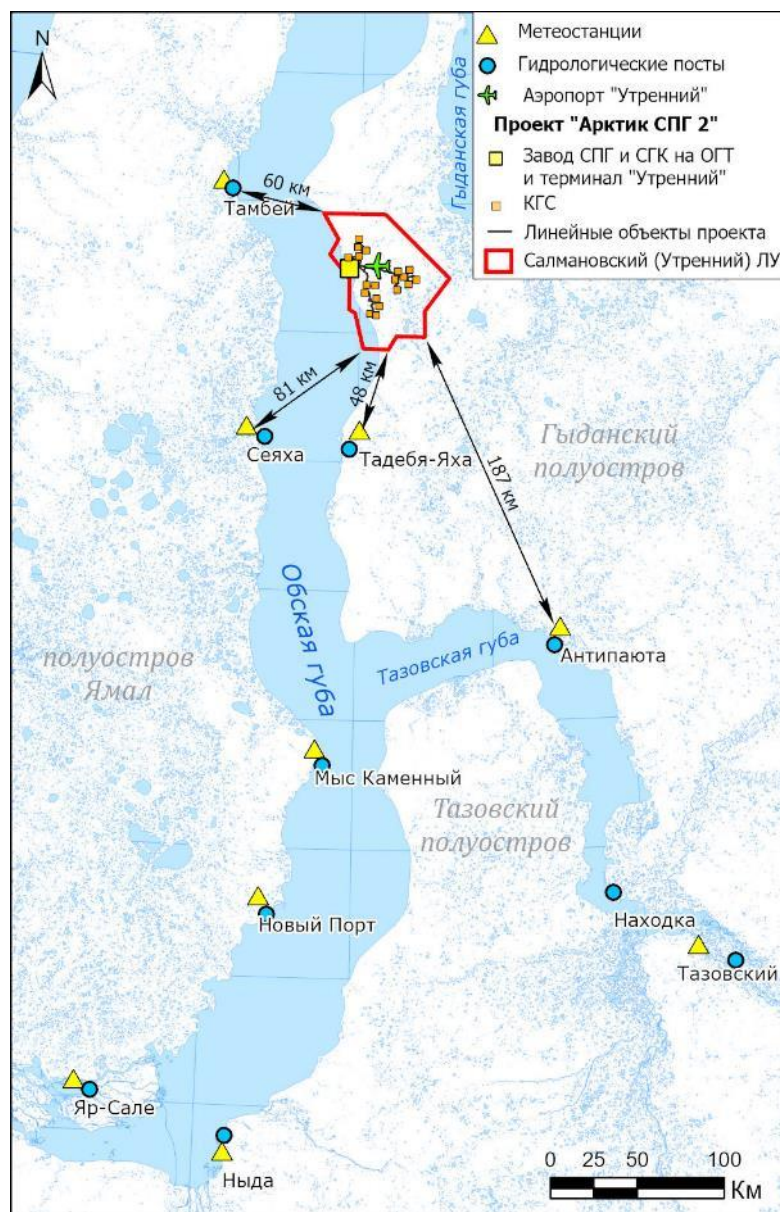 N
Метеостанции
Гидрологические посты
Аэропорт "Утренний"
Проект "Арктик СПГ 2"
Завод СПГ и СГК на ОГТ
и терминал "Утренний"
КГС
Линейные объекты проекта
Салмановский (Утренний) ЛУ
Гыданская губа
60 км
Тамбей
81 км
48 км
187 км
Сеяха
Тадебя-Яха
Гыданский
полуостров
Обская губа
Тазовская губа
Антипаюта
полуостров
Ямал
Мыс Каменный
Тазовский
полуостров
Новый Порт
Находка
Тазовский
Яр-Сале
Ныда
0 25 50 100
Км